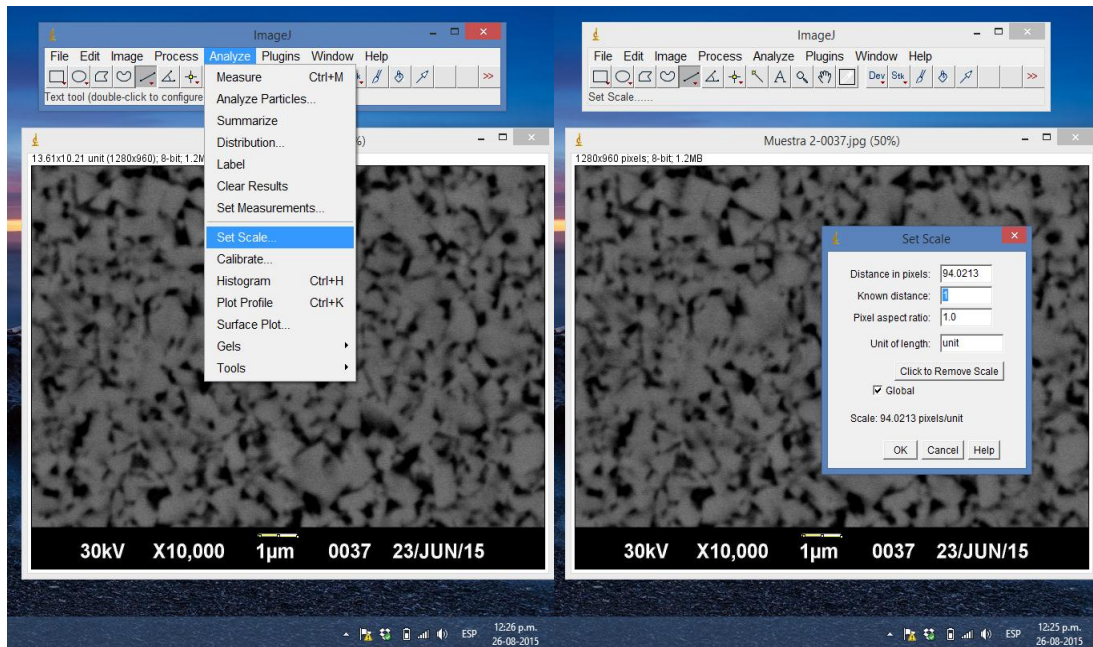 ImageJ
File Edit Image Process Analyze Plugins Window Help
Text tool (double-click to configure
Measure Ctrl+M
Analyze Particles...
Summarize
Distribution...
Label
Clear Results
Set Measurements...
Set Scale...
Calibrate...
Histogram Ctrl+H
Plot Profile Ctrl+K
Surface Plot...
Gels
Tools
%)
13.61x10.21 unit (1280x960); 8-bit; 1.2M
30kV X10,000 1µm 0037 23/JUN/15
ESP 12:26 p.m.
26-08-2015
ImageJ
File Edit Image Process Analyze Plugins Window Help
A Dev Stk >>
Set Scale......
Muestra 2-0037.jpg (50%)
1280x960 pixels; 8-bit; 1.2MB
Set Scale
Distance in pixels: 94.0213
Known distance: 1
Pixel aspect ratio: 1.0
Unit of length: unit
Click to Remove Scale
Global
Scale: 94.0213 pixels/unit
OK Cancel Help
30kV X10,000 1µm 0037 23/JUN/15
ESP 12:25 p.m.
26-08-2015